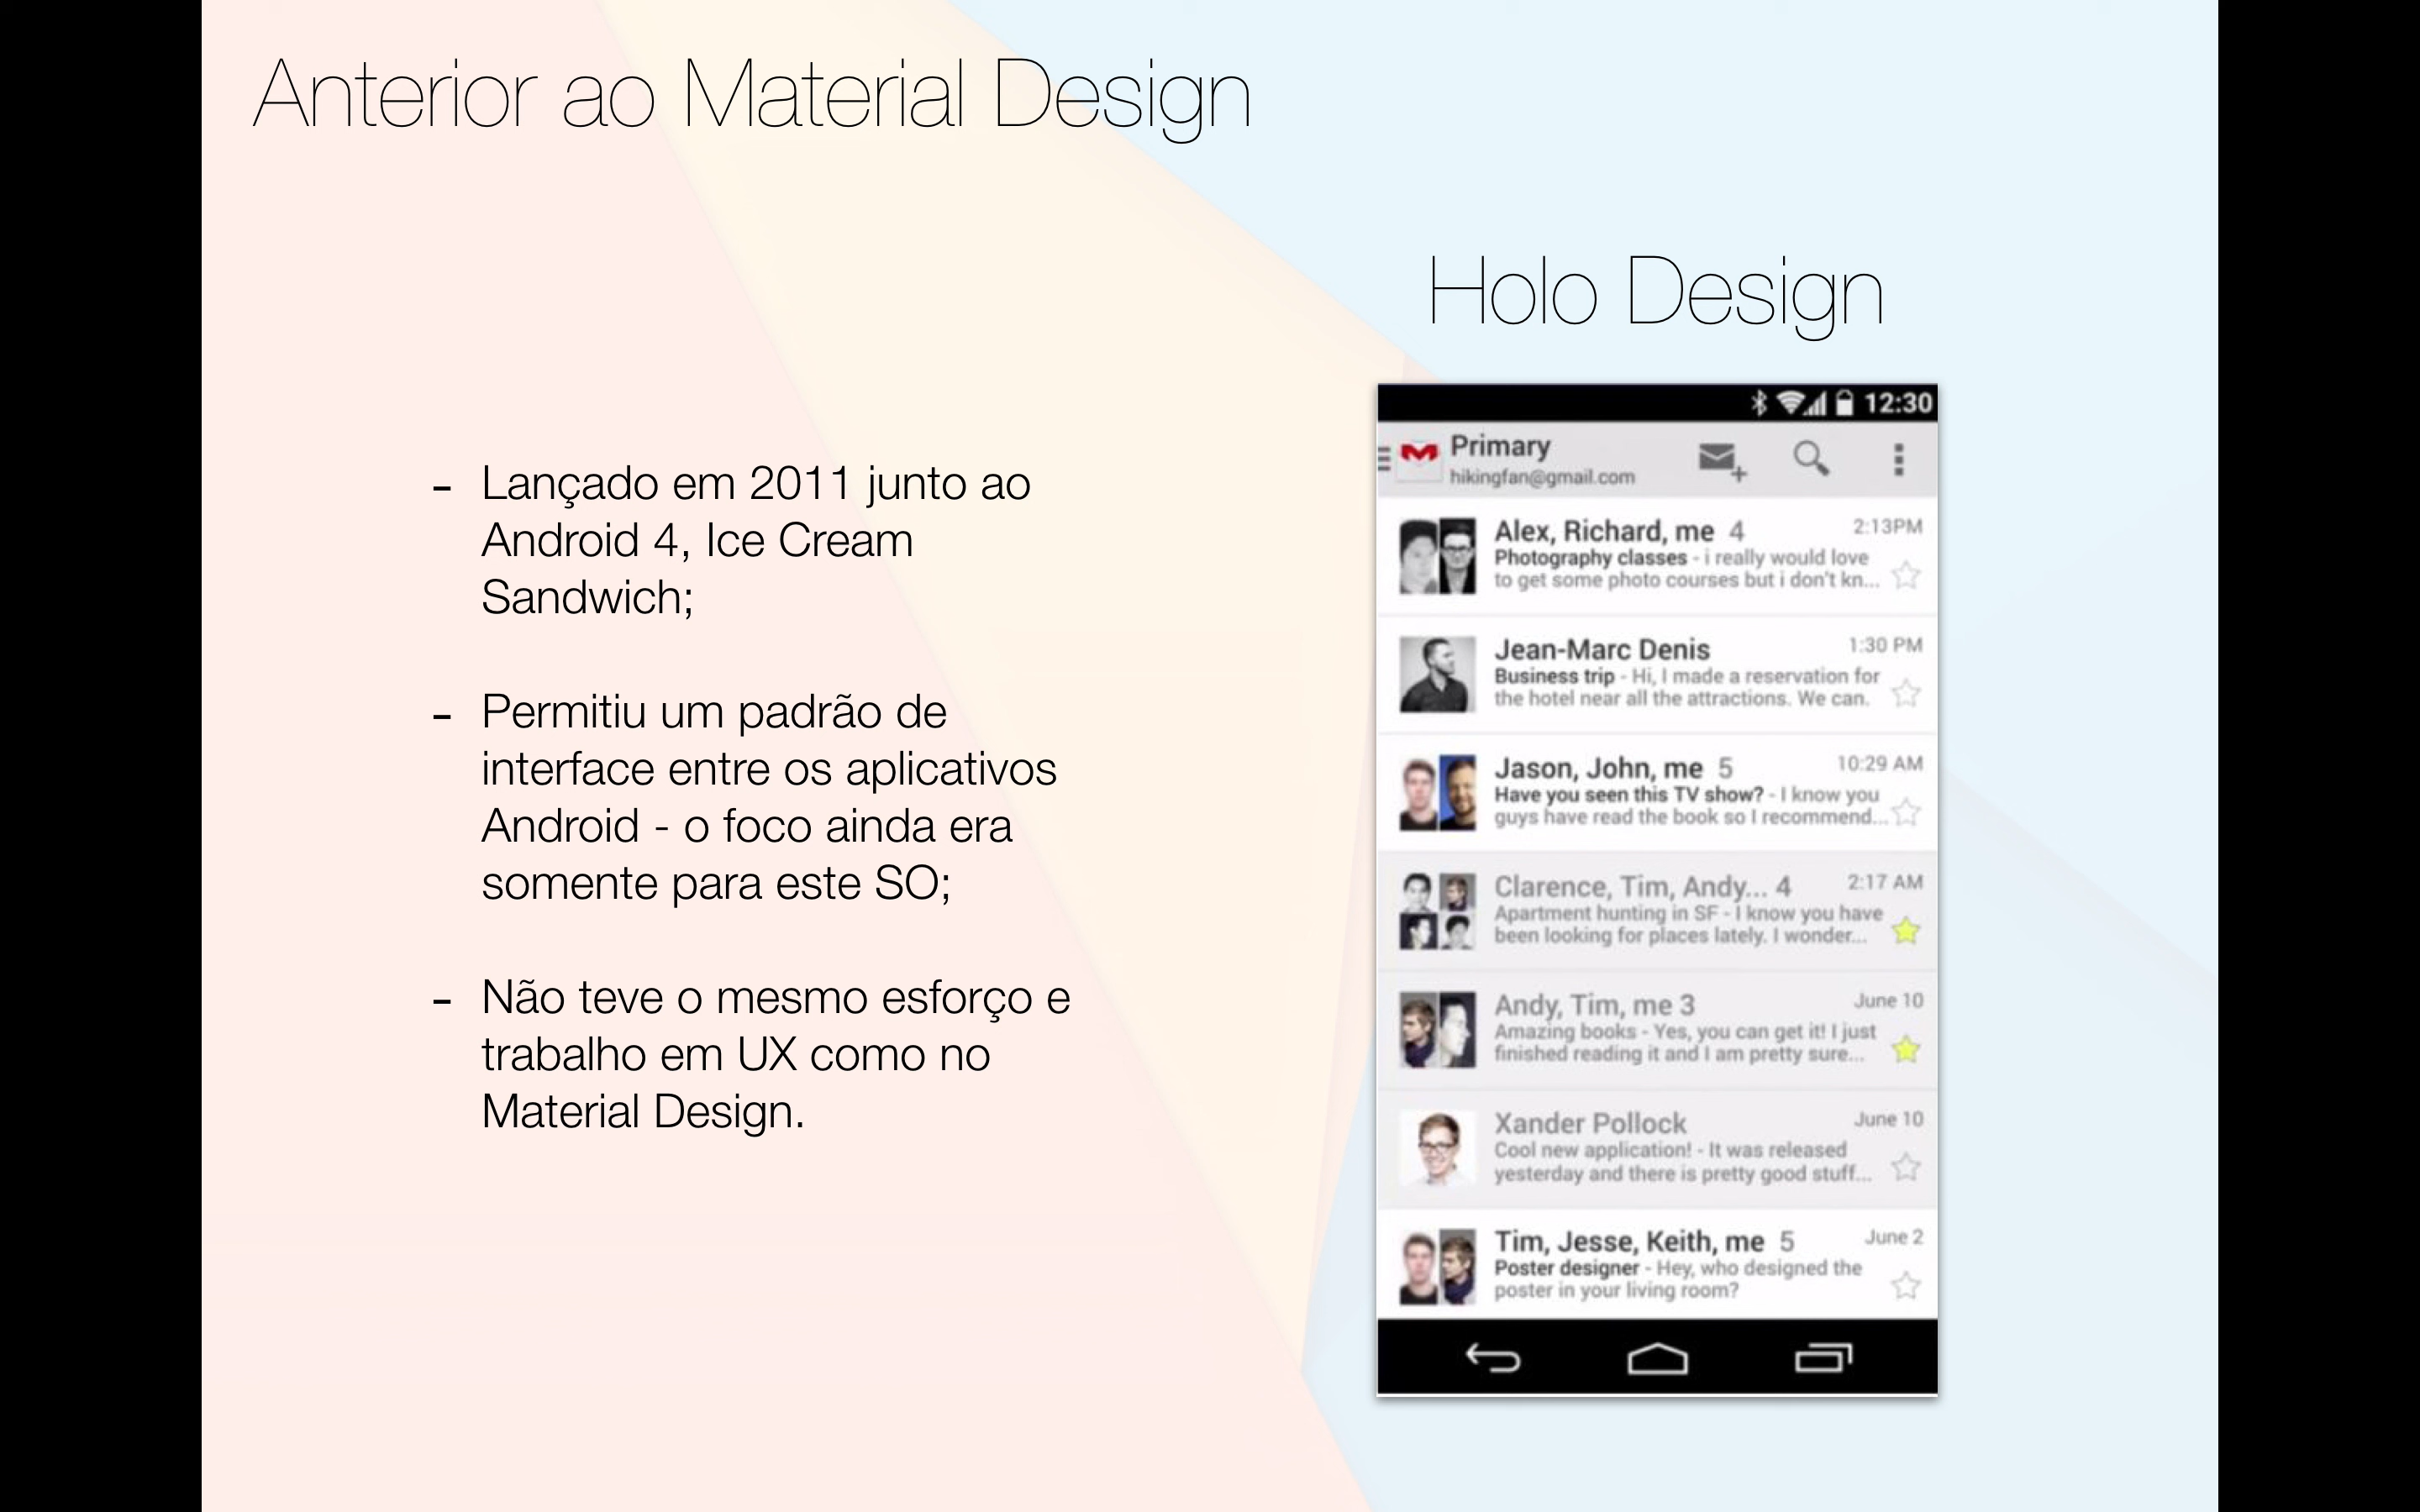 Anterior ao Material Design
Holo Design
- Lançado em 2011 junto ao
Android 4, Ice Cream
Sandwich;
- Permitiu um padrão de
interface entre os aplicativos
Android - o foco ainda era
somente para este SO;
- Não teve o mesmo esforço e
trabalho em UX como no
Material Design.
12:30
Primary
hikingfan@gmail.com
Alex, Richard, me 4 2:13PM
Photography classes - i really would love
to get some photo courses but i don't kn...
Jean-Marc Denis 1:30 PM
Business trip - Hi, I made a reservation for
the hotel near all the attractions. We can.
Jason, John, me 5 10:29 AM
Have you seen this TV show? - I know you
guys have read the book so I recommend...
Clarence, Tim, Andy... 4 2:17 AM
Apartment hunting in SF - I know you have
been looking for places lately. I wonder...
Andy, Tim, me 3 June 10
Amazing books - Yes, you can get it! I just
finished reading it and I am pretty sure...
Xander Pollock June 10
Cool new application! - It was released
yesterday and there is pretty good stuff...
Tim, Jesse, Keith, me 5 June 2
Poster designer - Hey, who designed the
poster in your living room?